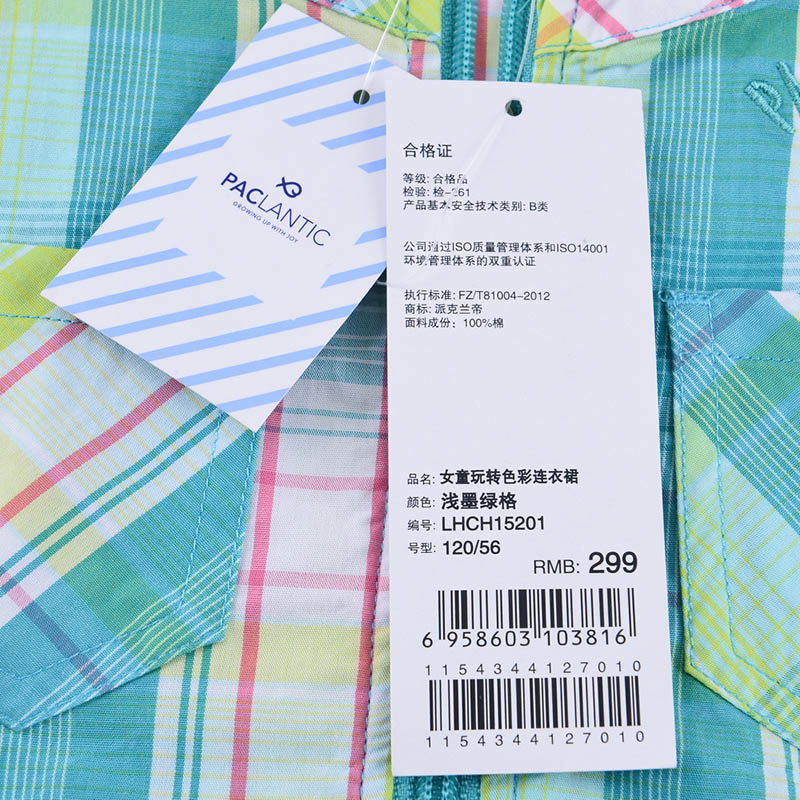 PACLANTIC
GROWING UP WITH JOY
合格证
等级: 合格品
检验: 检-261
产品基本安全技术类别: B类
公司通过ISO质量管理体系和ISO14001
环境管理体系的双重认证
执行标准: FZ/T81004-2012
商标: 派克兰帝
面料成份: 100%棉
品名: 女童玩转色彩连衣裙
颜色: 浅墨绿格
编号: LHCH15201
号型: 120/56
RMB: 299
6 958603 103816
1154344127010
1154344127010